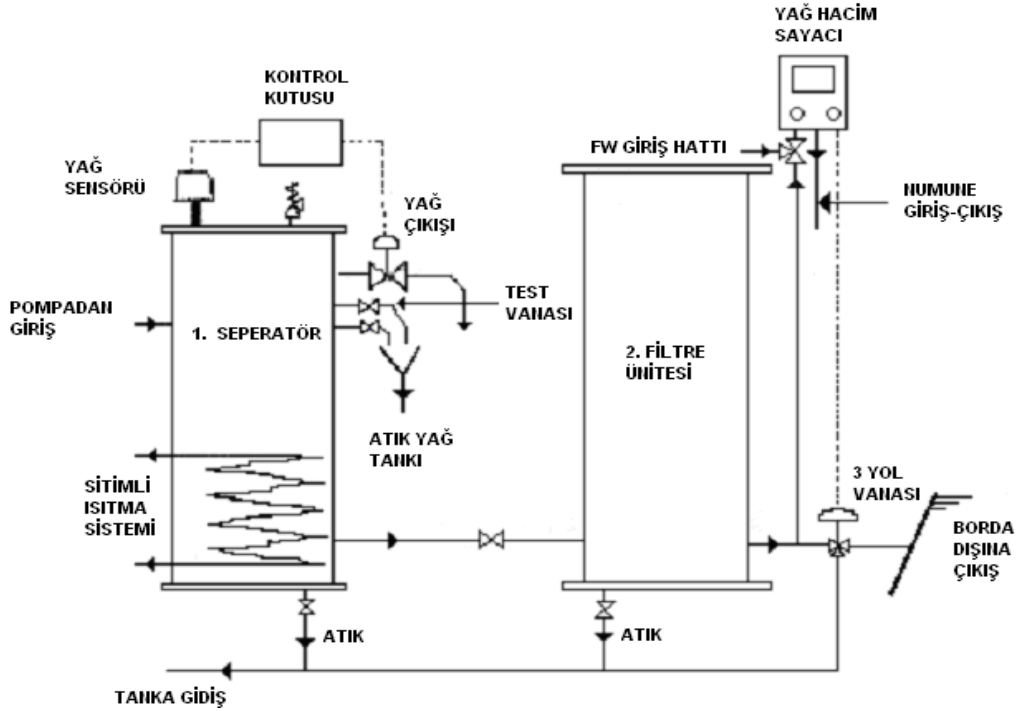 YAĞ HACİM
SAYACI
KONTROL
KUTUSU
FW GİRİŞ HATTI
YAĞ
SENSÖRÜ
YAĞ
ÇIKIŞI
NUMUNE
GİRİŞ-ÇIKIŞ
POMPADAN
GİRİŞ
1. SEPERATÖR
TEST
VANASI
2. FİLTRE
ÜNİTESİ
ATIK YAĞ
TANKI
SİTİMLİ
ISITMA
SİSTEMİ
3 YOL
VANASI
BORDA
DIŞINA
ÇIKIŞ
ATIK
ATIK
TANKA GİDİŞ